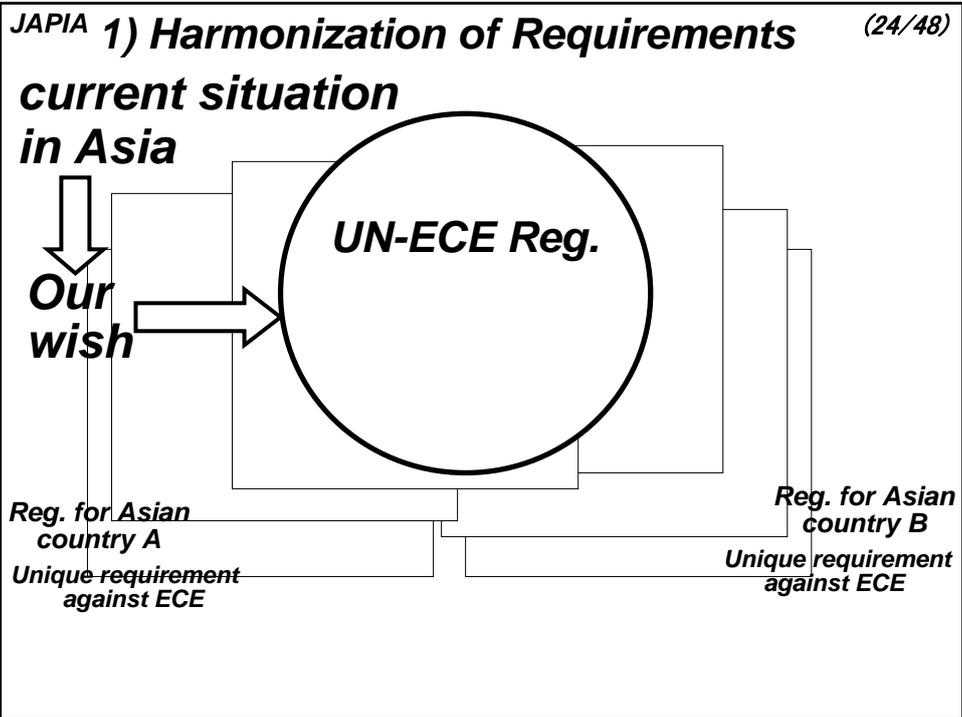 JAPIA 1) Harmonization of Requirements (24/48)
current situation
in Asia
UN-ECE Reg.
Our
wish
Reg. for Asian
country A
Unique requirement
against ECE
Reg. for Asian
country B
Unique requirement
against ECE